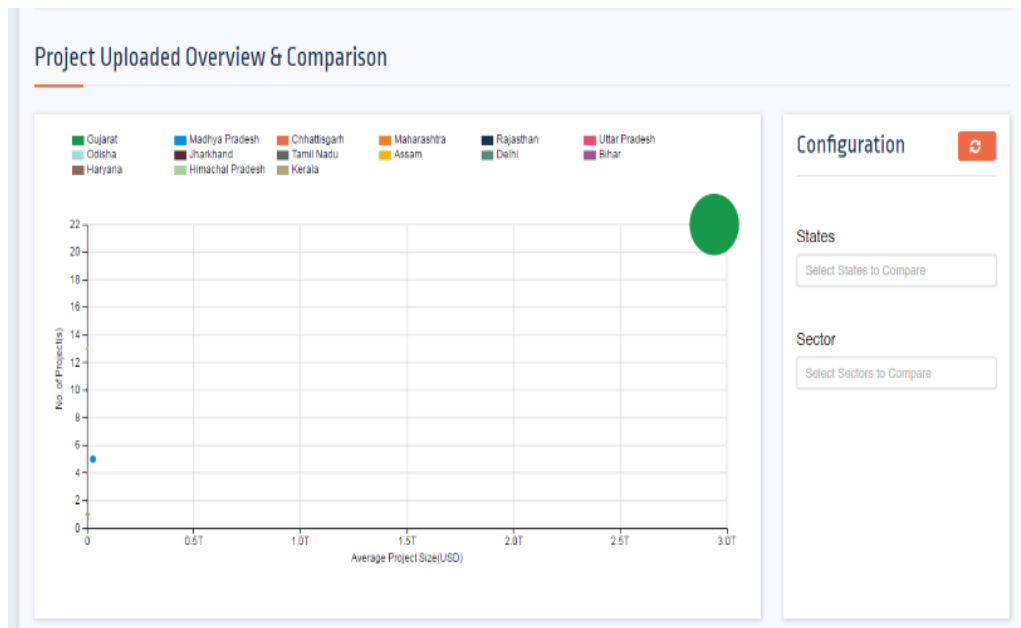 Project Uploaded Overview & Comparison
Gujarat Madhya Pradesh Chhattisgarh Maharashtra Rajasthan Uttar Pradesh
Odisha Jharkhand Tamil Nadu Assam Delhi Bihar
Haryana Himachal Pradesh Kerala
22
20
18
16
14
12
10
8
6
4
2
0
No. of Project(s)
0 0.5T 1.0T 1.5T 2.0T 2.5T 3.0T
Average Project Size(USD)
Configuration
States
Select States to Compare
Sector
Select Sectors to Compare